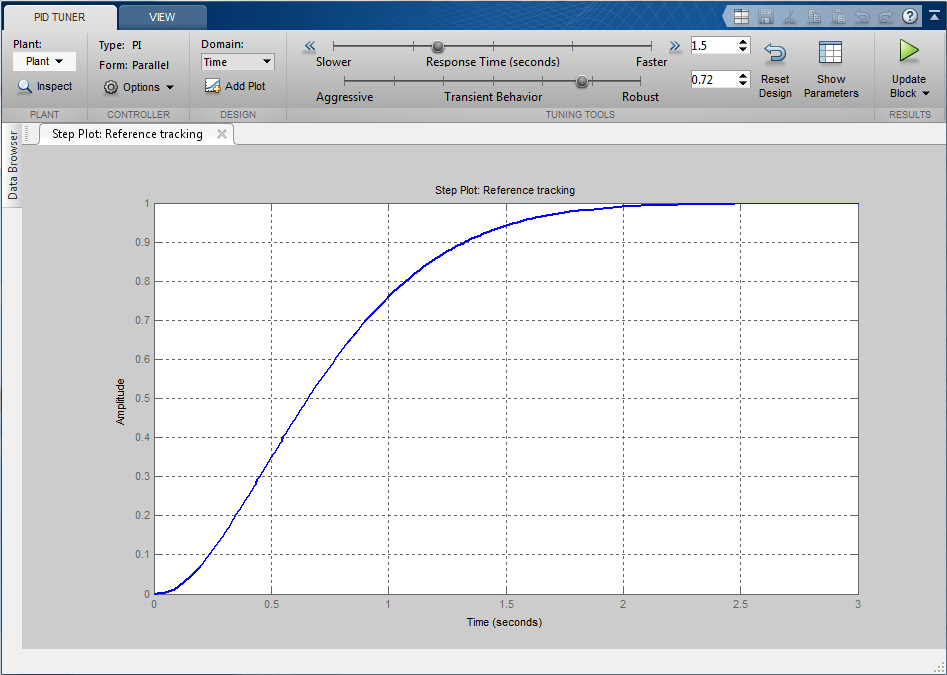 PID TUNER
VIEW
Plant:
Plant
Inspect
PLANT
Type: PI
Form: Parallel
Options
CONTROLLER
Domain:
Time
Add Plot
DESIGN
Slower
Response Time (seconds)
Faster
1.5
Aggressive
Transient Behavior
Robust
0.72
Reset
Design
Show
Parameters
TUNING TOOLS
Update
Block
RESULTS
Data Browser
Step Plot: Reference tracking
Step Plot: Reference tracking
Amplitude
1
0.9
0.8
0.7
0.6
0.5
0.4
0.3
0.2
0.1
0
0 0.5 1 1.5 2 2.5 3
Time (seconds)